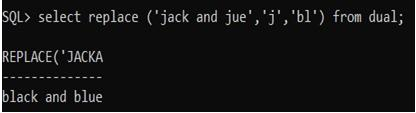 SQL> select replace ('jack and jue','j','bl') from dual;
REPLACE('JACKA
--------------
black and blue